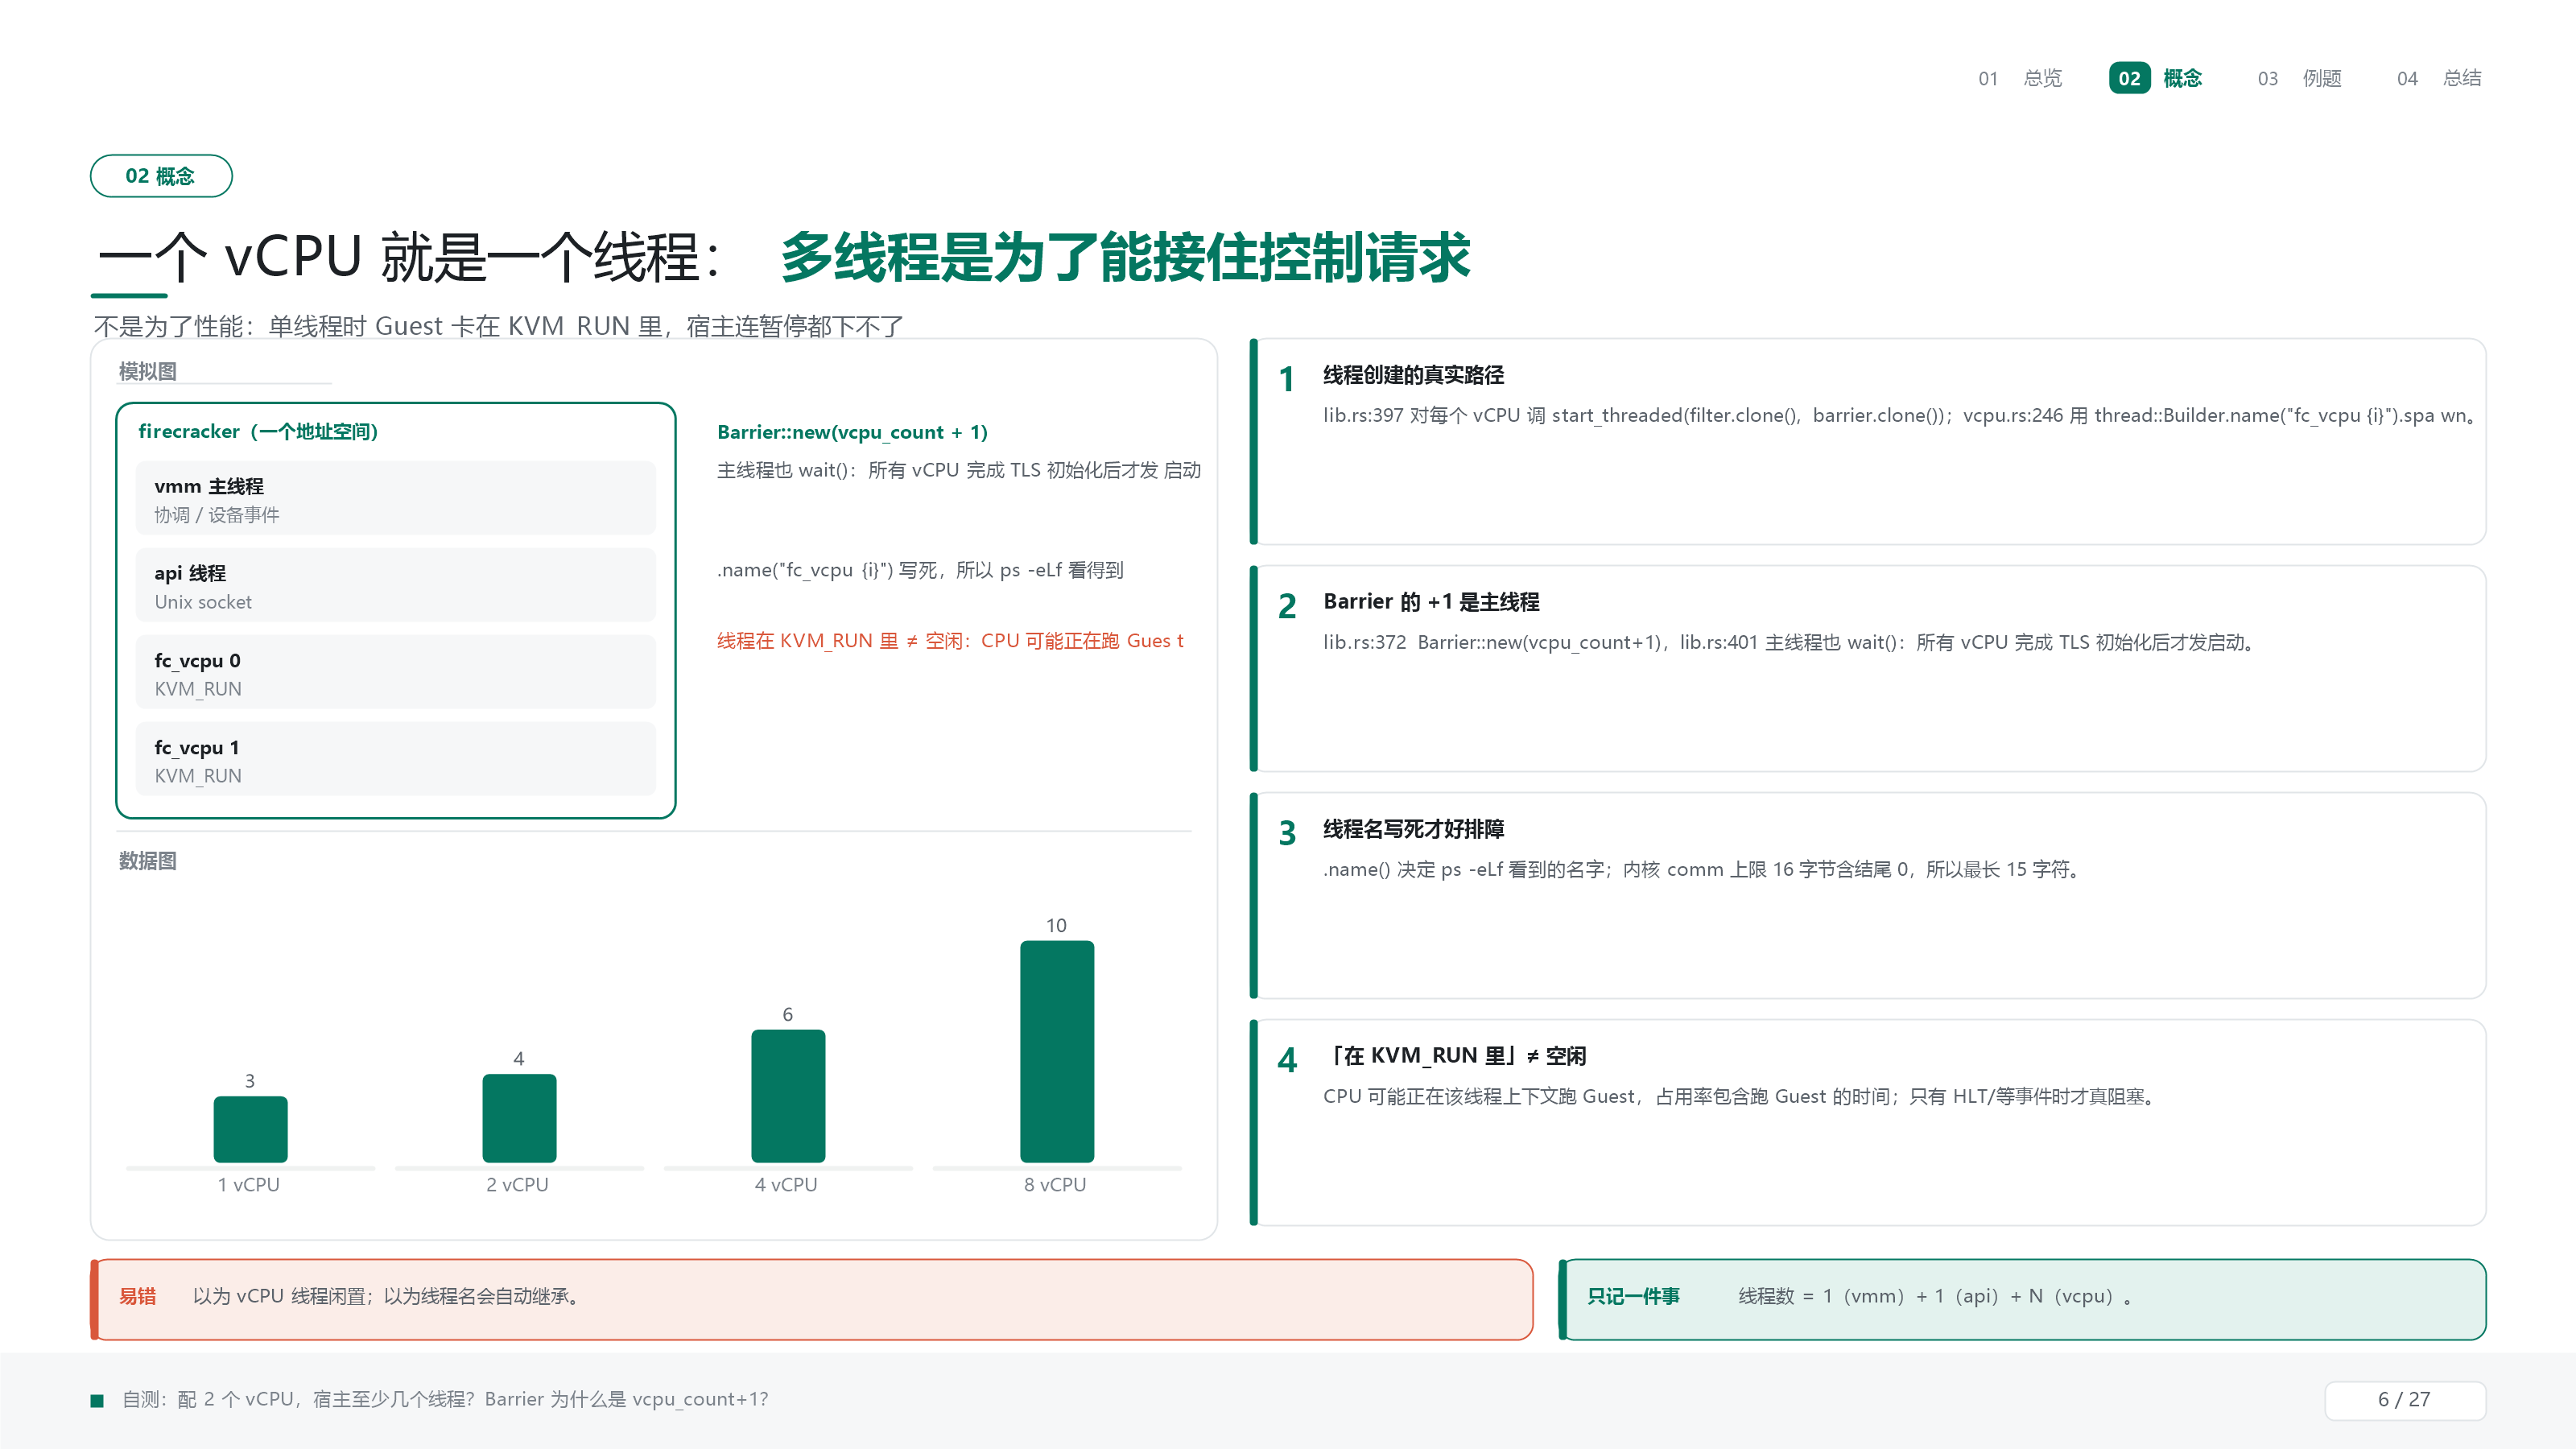 01 总览 02 概念 03 例题 04 总结
02 概念
一个 vCPU 就是一个线程： 多线程是为了能接住控制请求
不是为了性能：单线程时 Guest 卡在 KVM_RUN 里，宿主连暂停都下不了
模拟图
firecracker（一个地址空间）
vmm 主线程
协调 / 设备事件
api 线程
Unix socket
fc_vcpu 0
KVM_RUN
fc_vcpu 1
KVM_RUN
Barrier::new(vcpu_count + 1)
主线程也 wait()：所有 vCPU 完成 TLS 初始化后才发 启动
.name("fc_vcpu {i}") 写死，所以 ps -eLf 看得到
线程在 KVM_RUN 里 ≠ 空闲：CPU 可能正在跑 Gues t
数据图
3
4
6
10
1 vCPU
2 vCPU
4 vCPU
8 vCPU
1 线程创建的真实路径
lib.rs:397 对每个 vCPU 调 start_threaded(filter.clone(), barrier.clone())；vcpu.rs:246 用 thread::Builder.name("fc_vcpu {i}").spa wn。
2 Barrier 的 +1 是主线程
lib.rs:372 Barrier::new(vcpu_count+1)，lib.rs:401 主线程也 wait()：所有 vCPU 完成 TLS 初始化后才发启动。
3 线程名写死才好排障
.name() 决定 ps -eLf 看到的名字；内核 comm 上限 16 字节含结尾 0，所以最长 15 字符。
4 「在 KVM_RUN 里」≠ 空闲
CPU 可能正在该线程上下文跑 Guest，占用率包含跑 Guest 的时间；只有 HLT/等事件时才真阻塞。
易错 以为 vCPU 线程闲置；以为线程名会自动继承。
只记一件事 线程数 = 1（vmm）+ 1（api）+ N（vcpu）。
自测：配 2 个 vCPU，宿主至少几个线程？Barrier 为什么是 vcpu_count+1？
6 / 27